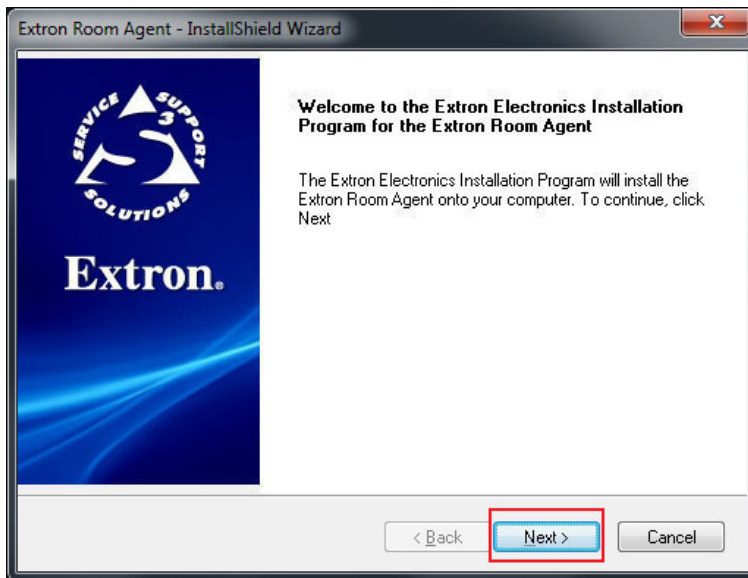 Extron Room Agent - InstallShield Wizard
SERVICE SUPPORT SOLUTIONS
3
Extron®
Welcome to the Extron Electronics Installation
Program for the Extron Room Agent
The Extron Electronics Installation Program will install the
Extron Room Agent onto your computer. To continue, click
Next
< Back
Next >
Cancel